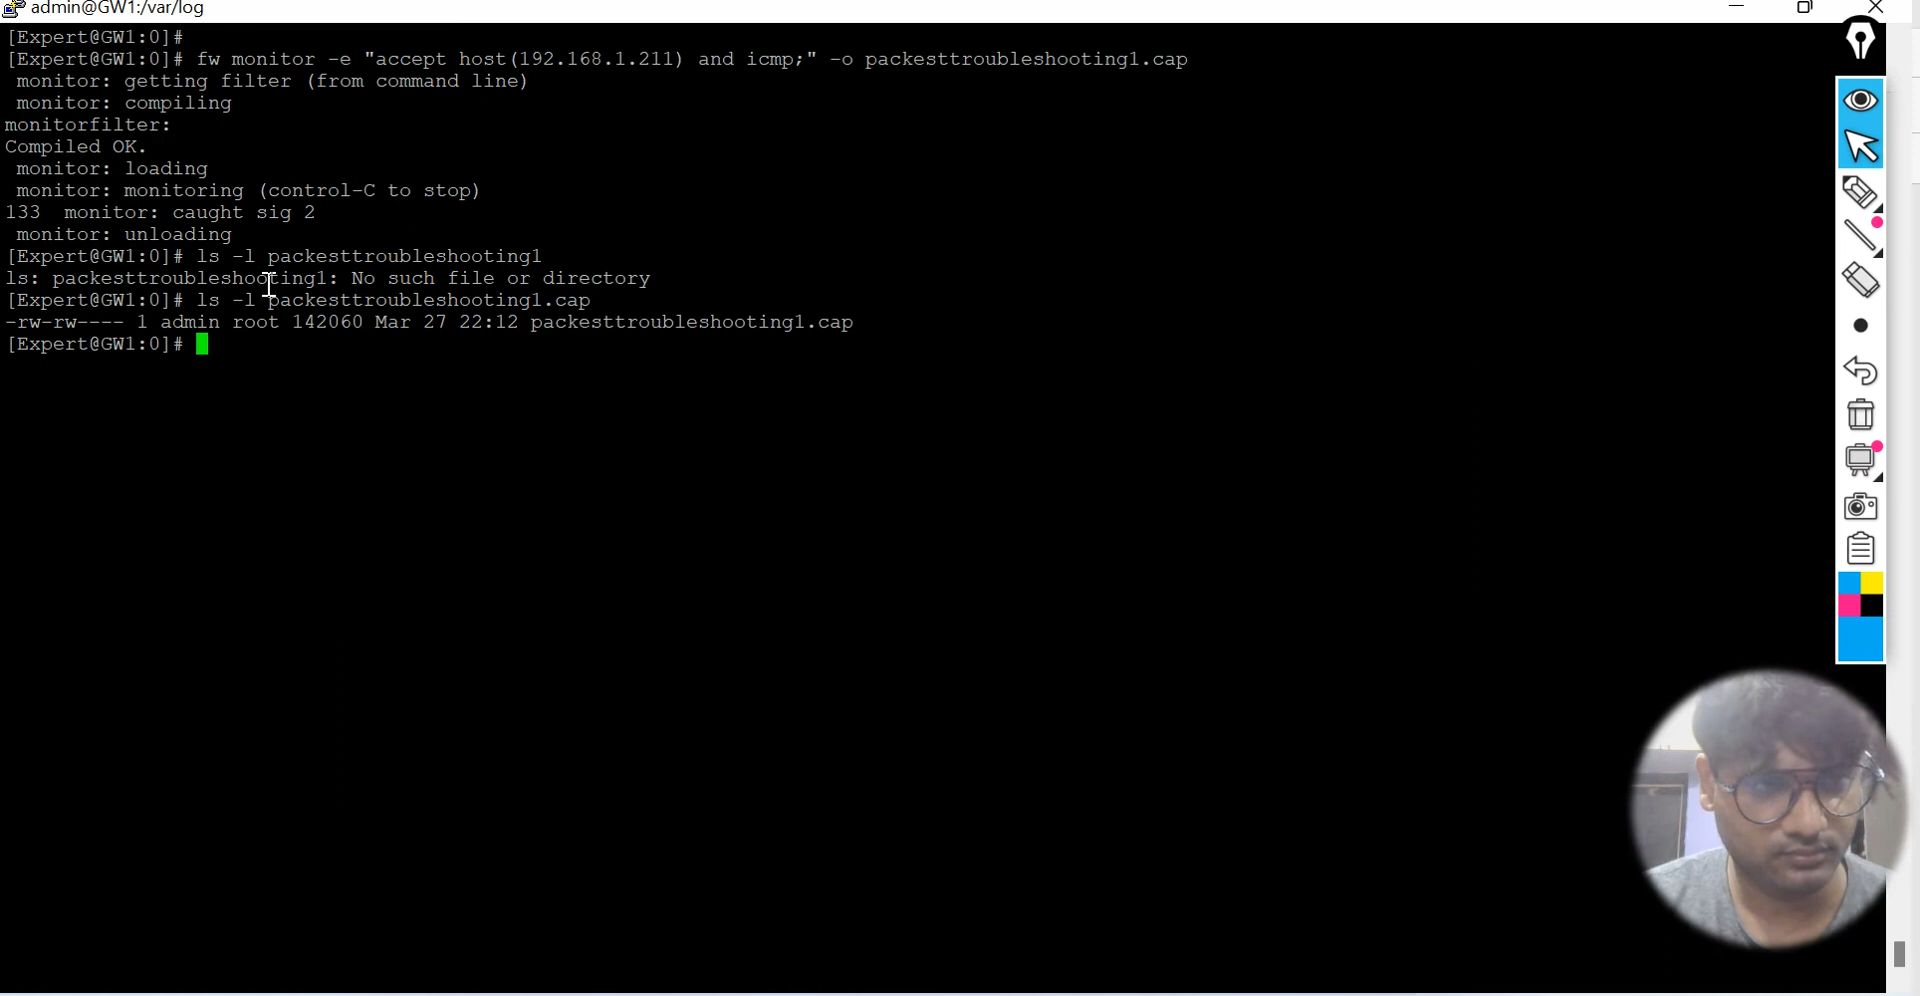 admin@GW1:/var/log
[Expert@GW1:0]#
[Expert@GW1:0]# fw monitor -e "accept host(192.168.1.211) and icmp;" -o packesttroubleshooting1.cap
 monitor: getting filter (from command line)
 monitor: compiling
monitorfilter:
Compiled OK.
 monitor: loading
 monitor: monitoring (control-C to stop)
133  monitor: caught sig 2
 monitor: unloading
[Expert@GW1:0]# ls -l packesttroubleshooting1
ls: packesttroubleshooting1: No such file or directory
[Expert@GW1:0]# ls -l packesttroubleshooting1.cap
-rw-rw---- 1 admin root 142060 Mar 27 22:12 packesttroubleshooting1.cap
[Expert@GW1:0]#